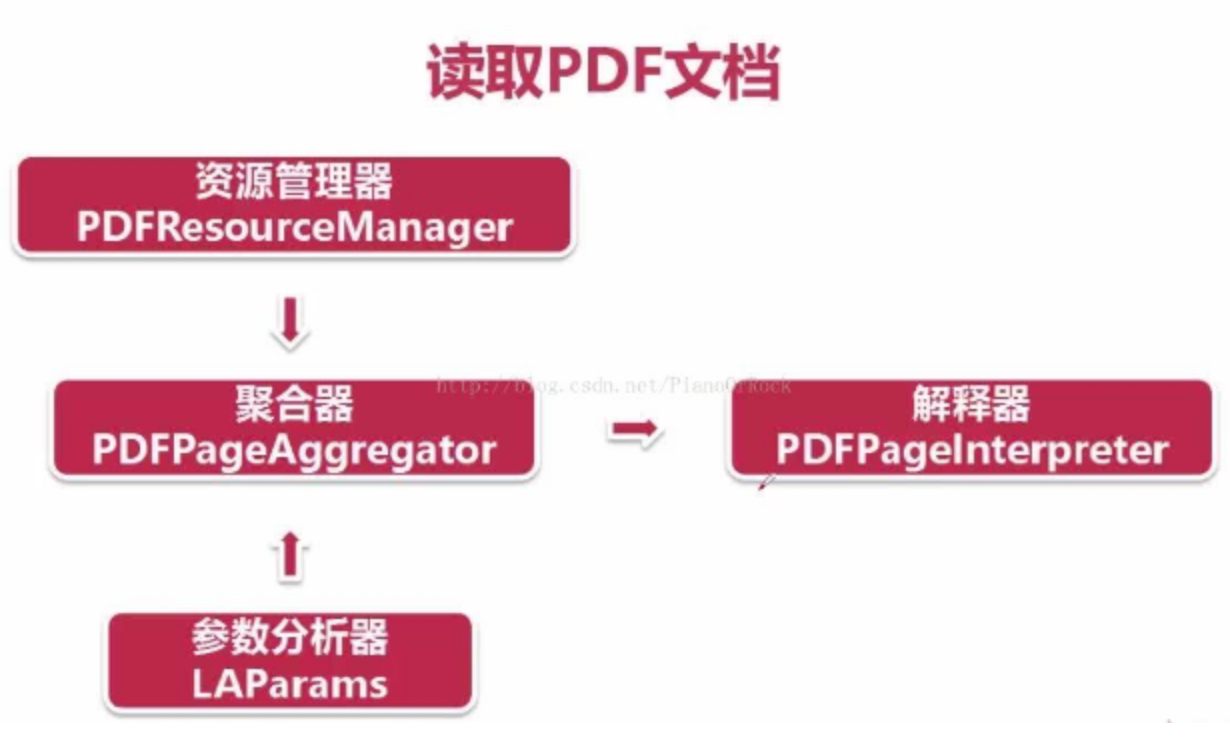 读取PDF文档
资源管理器
PDFResourceManager
http://blog.csdn.net/PianoOrRock
聚合器
PDFPageAggregator
解释器
PDFPageInterpreter
参数分析器
LAParams